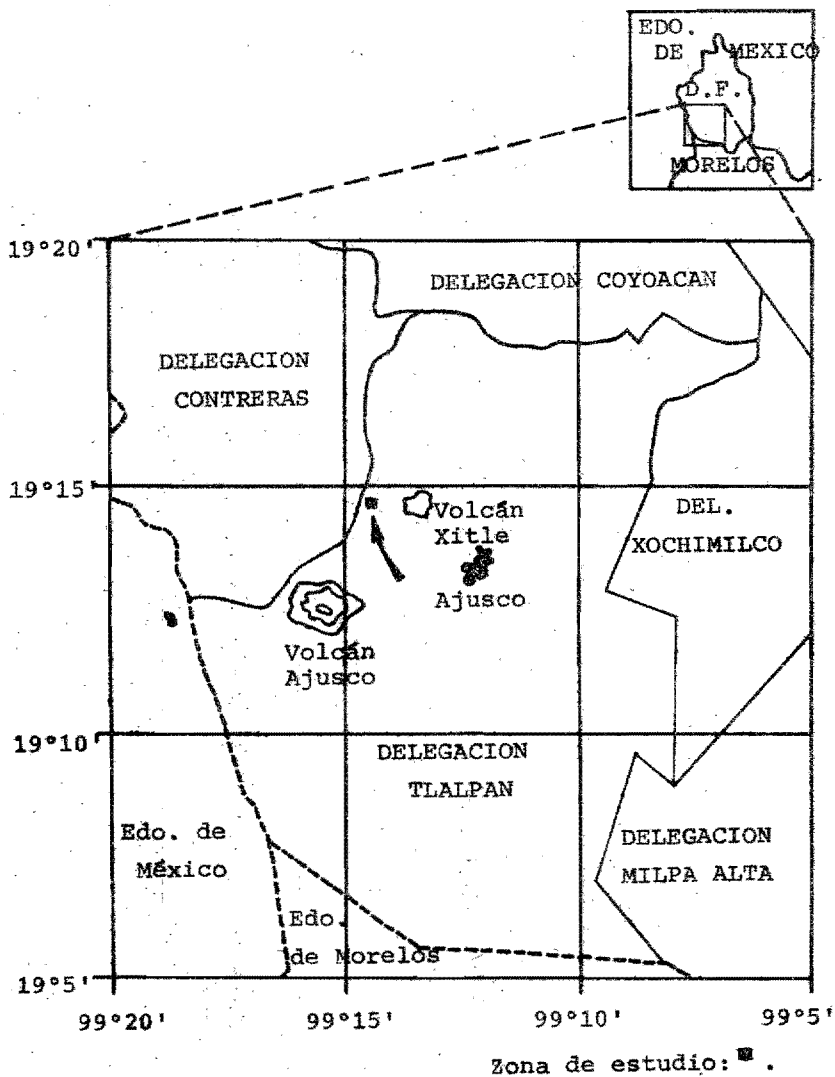 EDO.
DE MEXICO
D.F.
MORELOS
19°20'
DELEGACION COYOACAN
DELEGACION
CONTRERAS
19°15'
Volcán
Xitle
DEL.
XOCHIMILCO
Ajusco
Volcán
Ajusco
19°10'
DELEGACION
TLALPAN
Edo. de
México
DELEGACION
MILPA ALTA
Edo.
de Morelos
19°5'
99°20' 99°15' 99°10' 99°5'
Zona de estudio: .